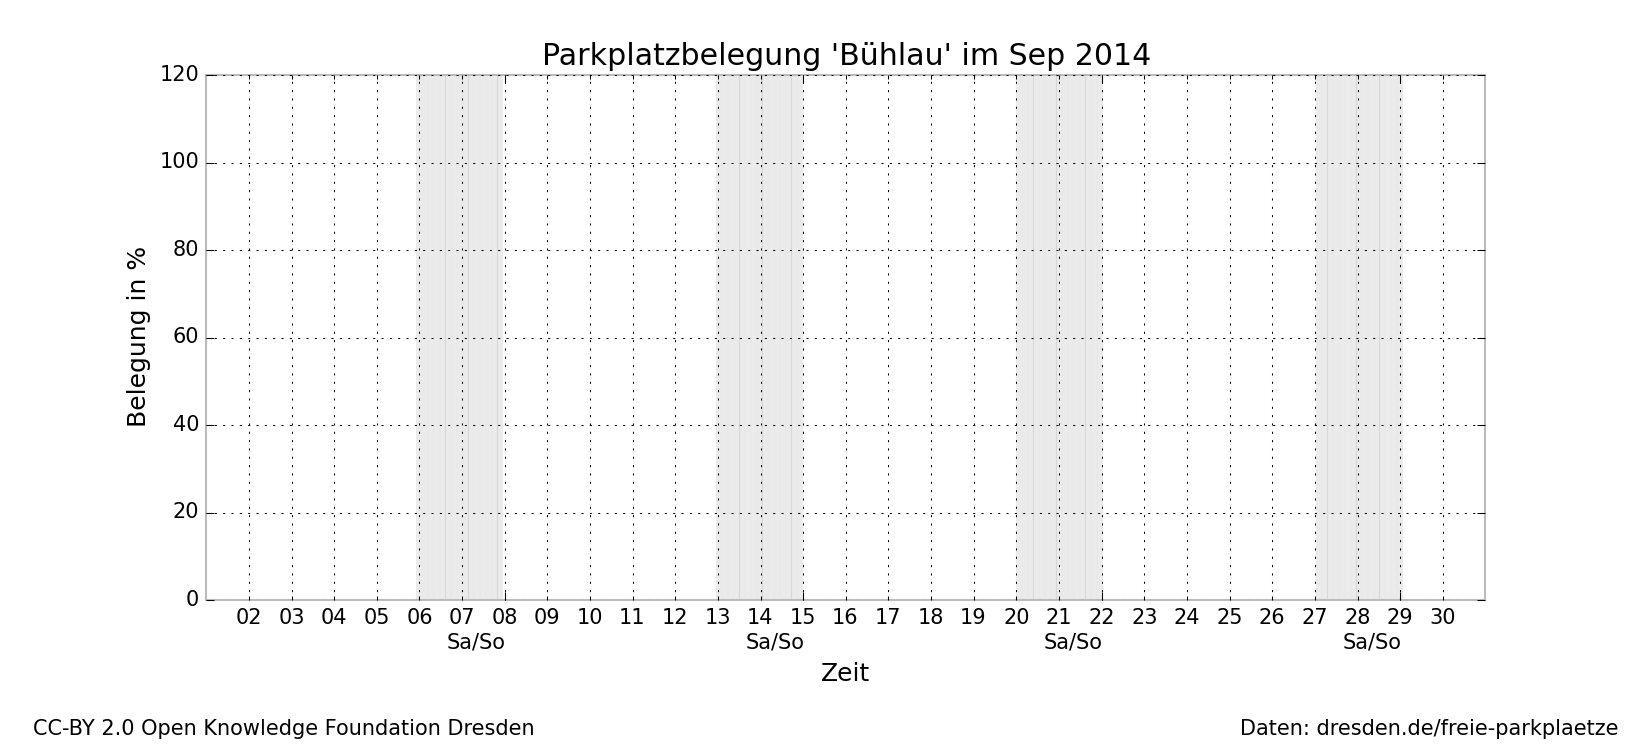 Parkplatzbelegung 'Bühlau' im Sep 2014
120
100
80
60
40
20
0
Belegung in %
02 03 04 05 06 07 08 09 10 11 12 13 14 15 16 17 18 19 20 21 22 23 24 25 26 27 28 29 30
Sa/So Sa/So Sa/So Sa/So
Zeit
CC-BY 2.0 Open Knowledge Foundation Dresden
Daten: dresden.de/freie-parkplaetze